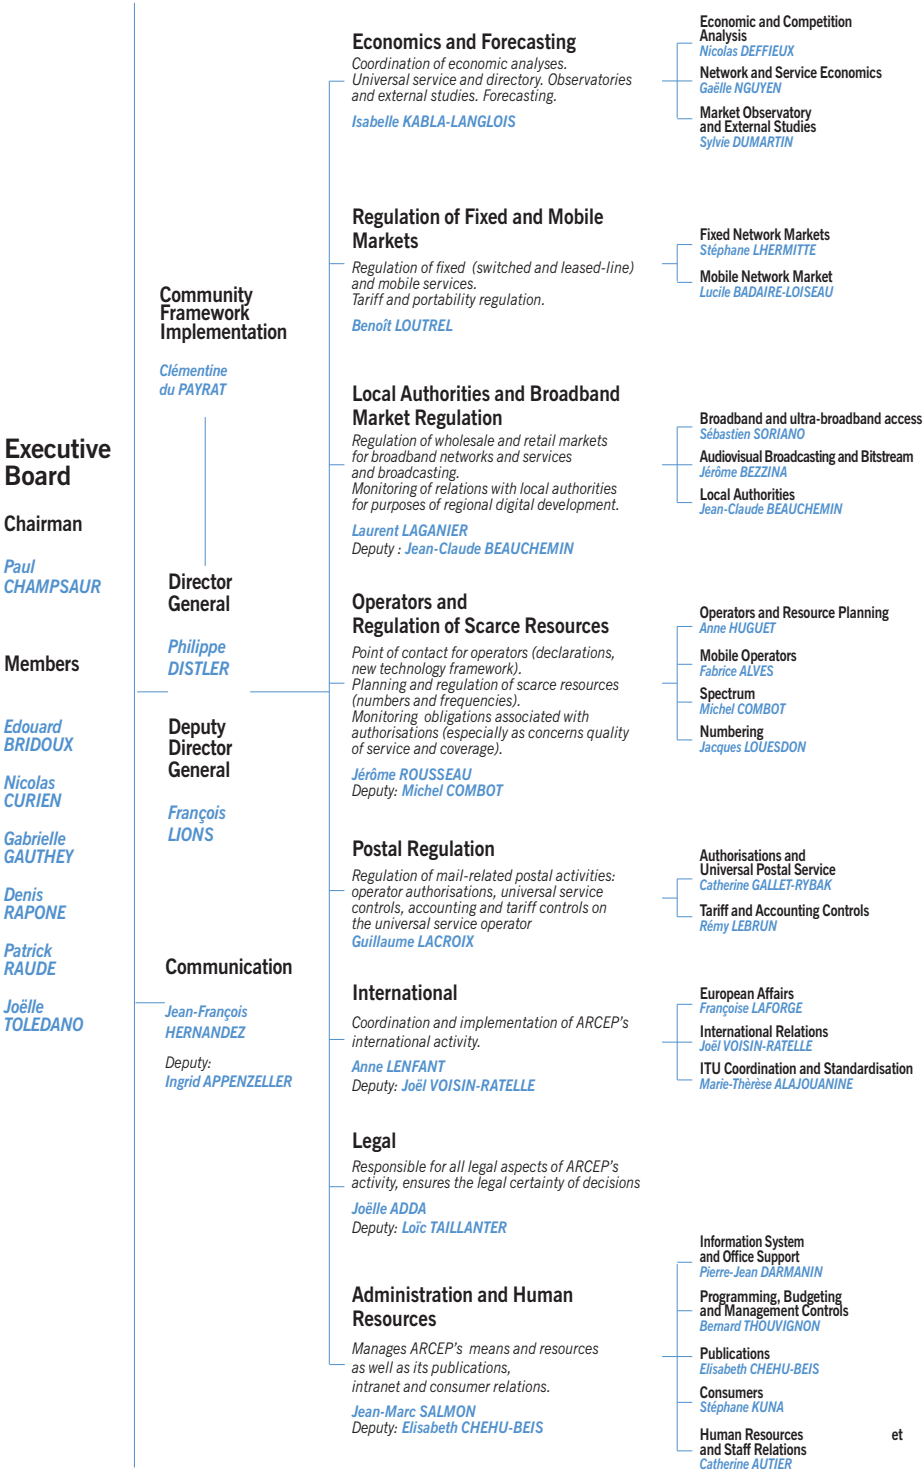 Executive
Board
Chairman
Paul
CHAMPSAUR
Members
Edouard
BRIDOUX
Nicolas
CURIEN
Gabrielle
GAUTHEY
Denis
RAPONE
Patrick
RAUDE
Joëlle
TOLEDANO
Community
Framework
Implementation
Clémentine
du PAYRAT
Director
General
Philippe
DISTLER
Deputy
Director
General
François
LIONS
Communication
Jean-François
HERNANDEZ
Deputy:
Ingrid APPENZELLER
Economics and Forecasting
Coordination of economic analyses.
Universal service and directory. Observatories
and external studies. Forecasting.
Isabelle KABLA-LANGLOIS
Economic and Competition
Analysis
Nicolas DEFFIEUX
Network and Service Economics
Gaëlle NGUYEN
Market Observatory
and External Studies
Sylvie DUMARTIN
Regulation of Fixed and Mobile
Markets
Regulation of fixed (switched and leased-line)
and mobile services.
Tariff and portability regulation.
Benoît LOUTREL
Fixed Network Markets
Stéphane LHERMITTE
Mobile Network Market
Lucile BADAIRE-LOISEAU
Local Authorities and Broadband
Market Regulation
Regulation of wholesale and retail markets
for broadband networks and services
and broadcasting.
Monitoring of relations with local authorities
for purposes of regional digital development.
Laurent LAGANIER
Deputy : Jean-Claude BEAUCHEMIN
Broadband and ultra-broadband access
Sébastien SORIANO
Audiovisual Broadcasting and Bitstream
Jérôme BEZZINA
Local Authorities
Jean-Claude BEAUCHEMIN
Operators and
Regulation of Scarce Resources
Point of contact for operators (declarations,
new technology framework).
Planning and regulation of scarce resources
(numbers and frequencies).
Monitoring obligations associated with
authorisations (especially as concerns quality
of service and coverage).
Jérôme ROUSSEAU
Deputy: Michel COMBOT
Operators and Resource Planning
Anne HUGUET
Mobile Operators
Fabrice ALVES
Spectrum
Michel COMBOT
Numbering
Jacques LOUESDON
Postal Regulation
Regulation of mail-related postal activities:
operator authorisations, universal service
controls, accounting and tariff controls on
the universal service operator
Guillaume LACROIX
Authorisations and
Universal Postal Service
Catherine GALLET-RYBAK
Tariff and Accounting Controls
Rémy LEBRUN
International
Coordination and implementation of ARCEP's
international activity.
Anne LENFANT
Deputy: Joël VOISIN-RATELLE
European Affairs
Françoise LAFORGE
International Relations
Joël VOISIN-RATELLE
ITU Coordination and Standardisation
Marie-Thèrèse ALAJOUANINE
Legal
Responsible for all legal aspects of ARCEP's
activity, ensures the legal certainty of decisions
Joëlle ADDA
Deputy: Loïc TAILLANTER
Administration and Human
Resources
Manages ARCEP's means and resources
as well as its publications,
intranet and consumer relations.
Jean-Marc SALMON
Deputy: Elisabeth CHEHU-BEIS
Information System
and Office Support
Pierre-Jean DARMANIN
Programming, Budgeting
and Management Controls
Bernard THOUVIGNON
Publications
Elisabeth CHEHU-BEIS
Consumers
Stéphane KUNA
Human Resources et
and Staff Relations
Catherine AUTIER